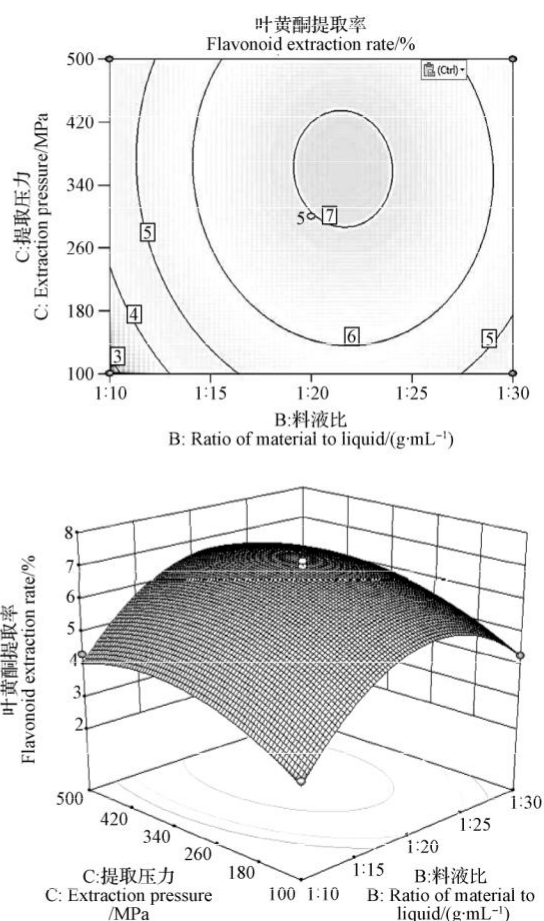 叶黄酮提取率
Flavonoid extraction rate/%
500
420
340
260
180
100
C:提取压力
C: Extraction pressure/MPa
(Ctrl)
5
7
5
4
3
6
5
1:10
1:15
1:20
1:25
1:30
B:料液比
B: Ratio of material to liquid/(g·mL⁻¹)
8
7
6
5
4
3
2
叶黄酮提取率
Flavonoid extraction rate/%
500
420
340
260
180
100
1:10
1:15
1:20
1:25
1:30
C:提取压力
C: Extraction pressure
/MPa
B:料液比
B: Ratio of material to
liquid/(g·mL⁻¹)